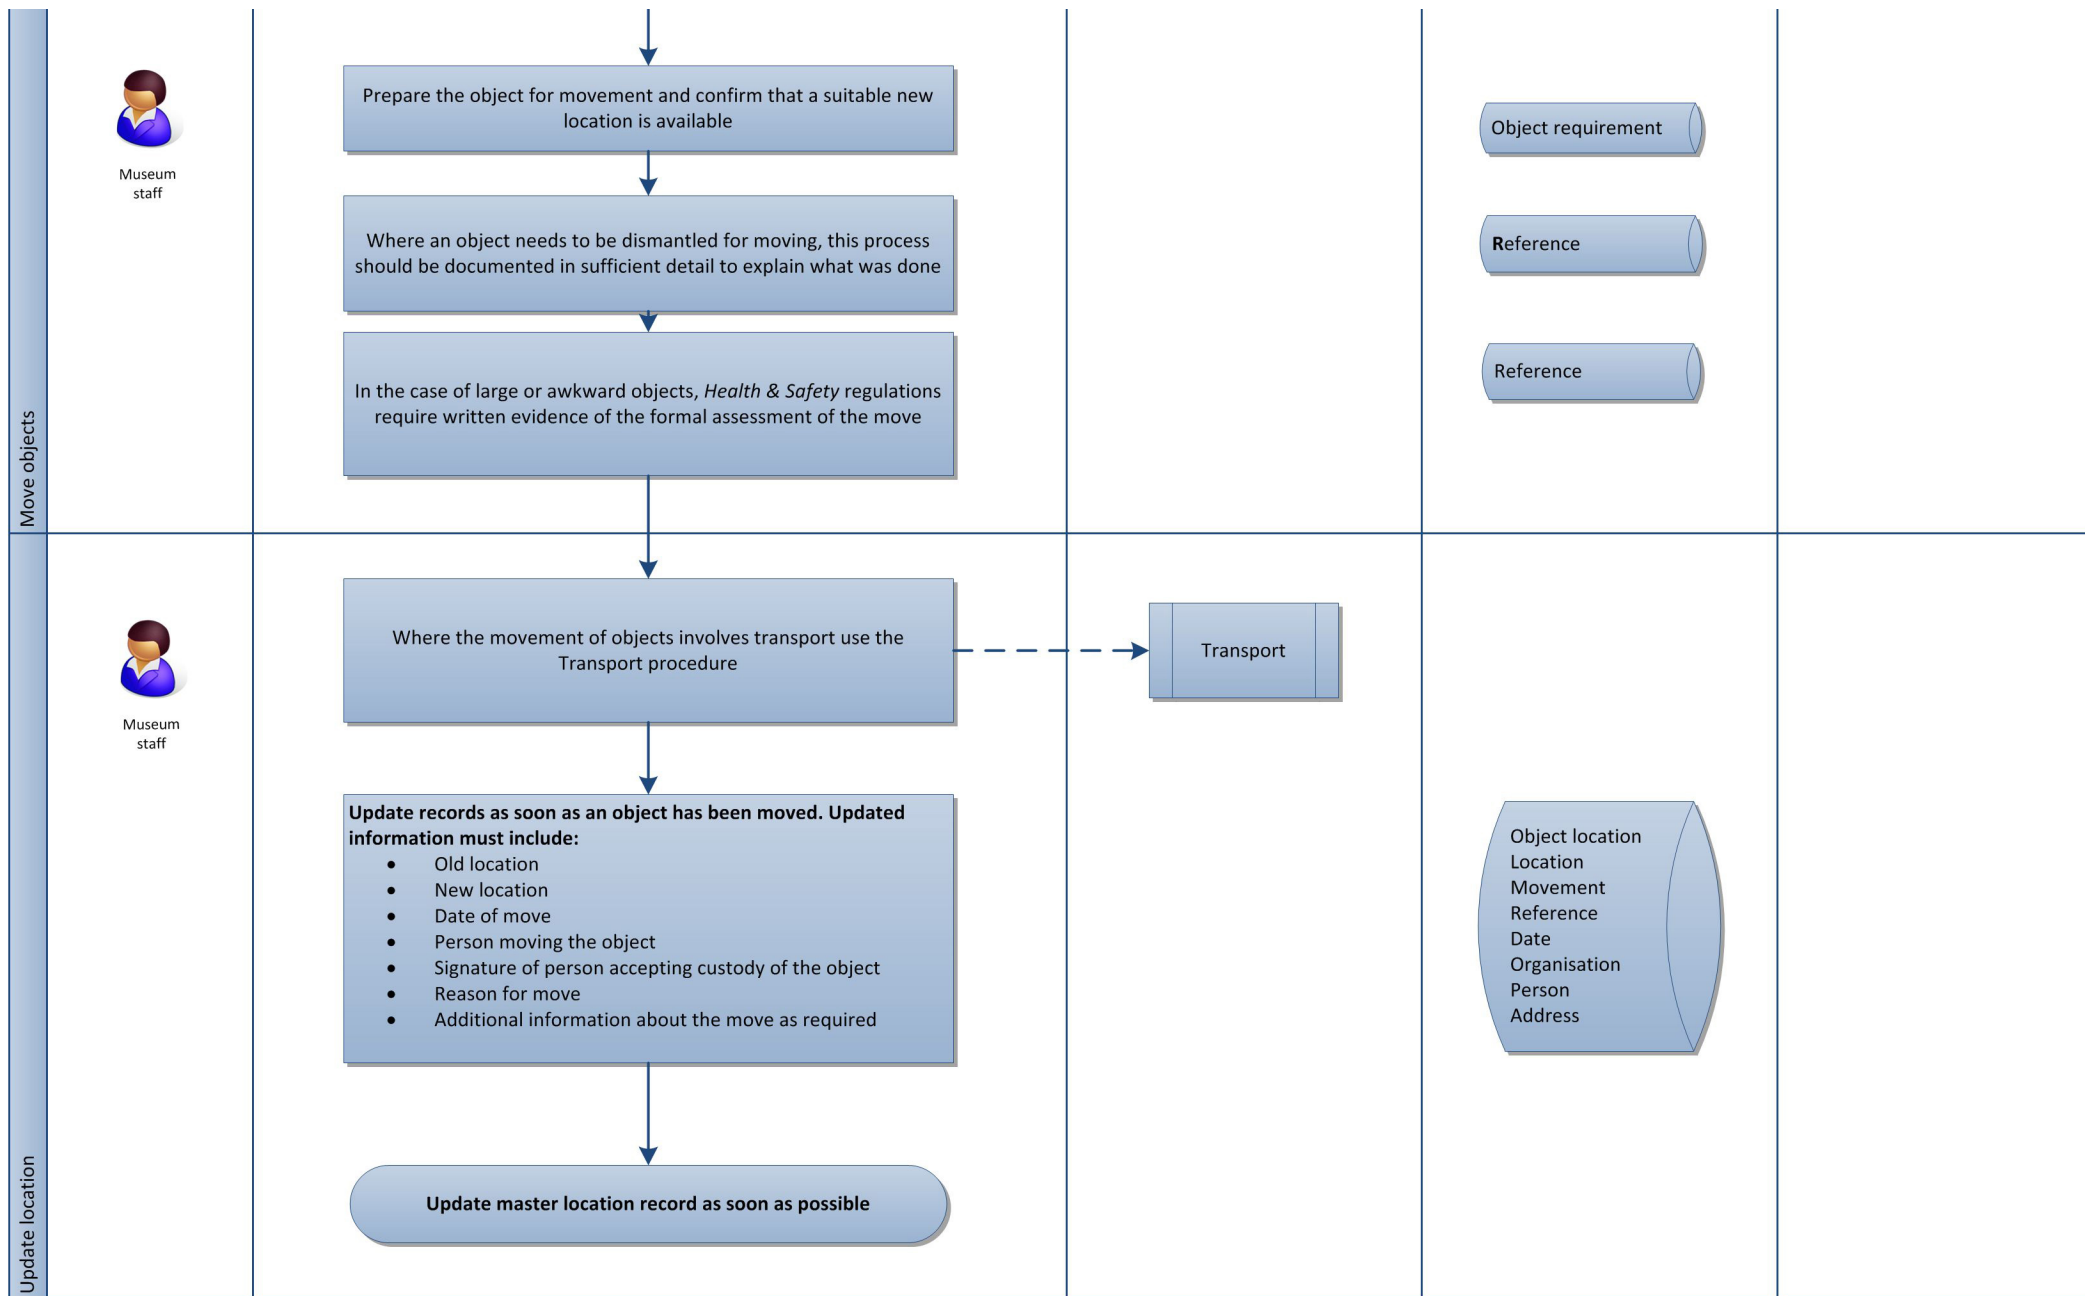 Move objects
Museum
staff
Prepare the object for movement and confirm that a suitable new
location is available
Object requirement
Where an object needs to be dismantled for moving, this process
should be documented in sufficient detail to explain what was done
Reference
In the case of large or awkward objects, Health & Safety regulations
require written evidence of the formal assessment of the move
Reference
Update location
Museum
staff
Where the movement of objects involves transport use the
Transport procedure
Transport
Update records as soon as an object has been moved. Updated
information must include:
• Old location
• New location
• Date of move
• Person moving the object
• Signature of person accepting custody of the object
• Reason for move
• Additional information about the move as required
Object location
Location
Movement
Reference
Date
Organisation
Person
Address
Update master location record as soon as possible